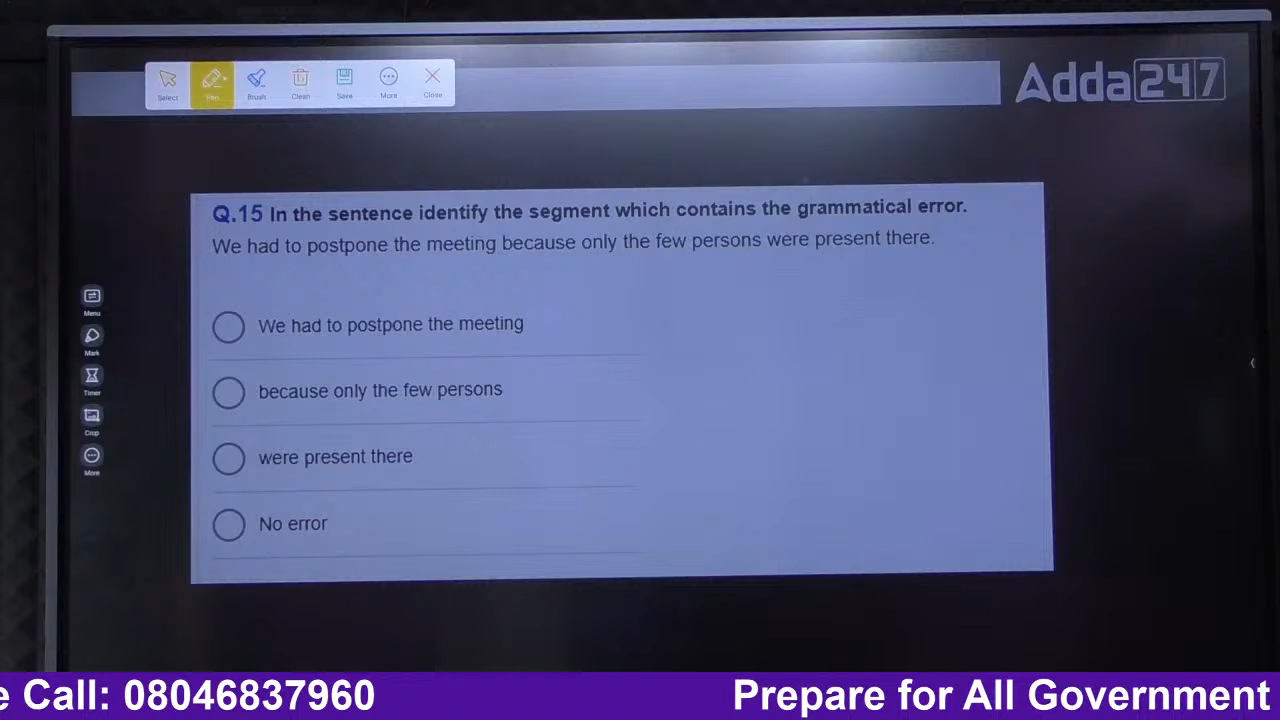 Select
Pen
Brush
Clean
Save
More
Close
Adda247
Q.15 In the sentence identify the segment which contains the grammatical error.
We had to postpone the meeting because only the few persons were present there.
We had to postpone the meeting
because only the few persons
were present there
No error
Menu
Mark
Timer
Crop
More
e Call: 08046837960
Prepare for All Government